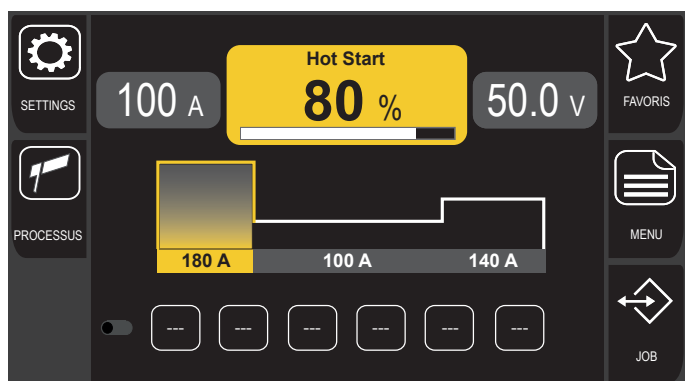 SETTINGS
PROCESSUS
Hot Start
100 A
80 %
50.0 V
180 A
100 A
140 A
---
---
---
---
---
---
FAVORIS
MENU
JOB